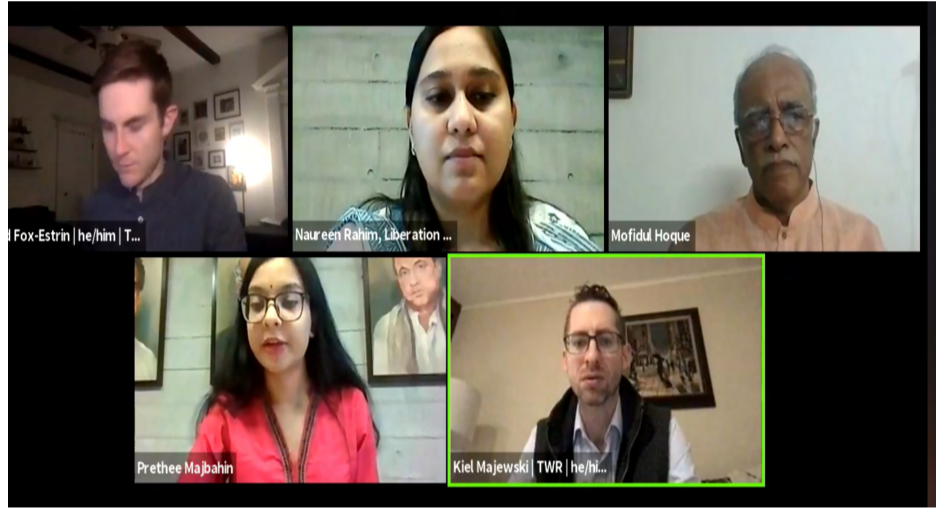 d Fox-Estrin | he/him | T...
Naureen Rahim, Liberation ...
Mofidul Hoque
Prethee Majbahin
Kiel Majewski | TWR | he/hi...